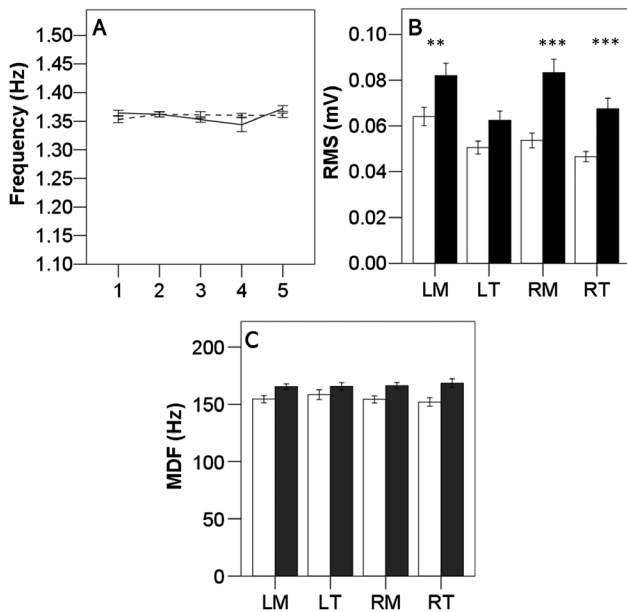 A
Frequency (Hz)
1.50
1.45
1.40
1.35
1.30
1.25
1.20
1.15
1.10
1 2 3 4 5
B
RMS (mV)
0.10
0.08
0.06
0.04
0.02
0.00
** *** ***
LM LT RM RT
C
MDF (Hz)
200
150
100
50
0
LM LT RM RT